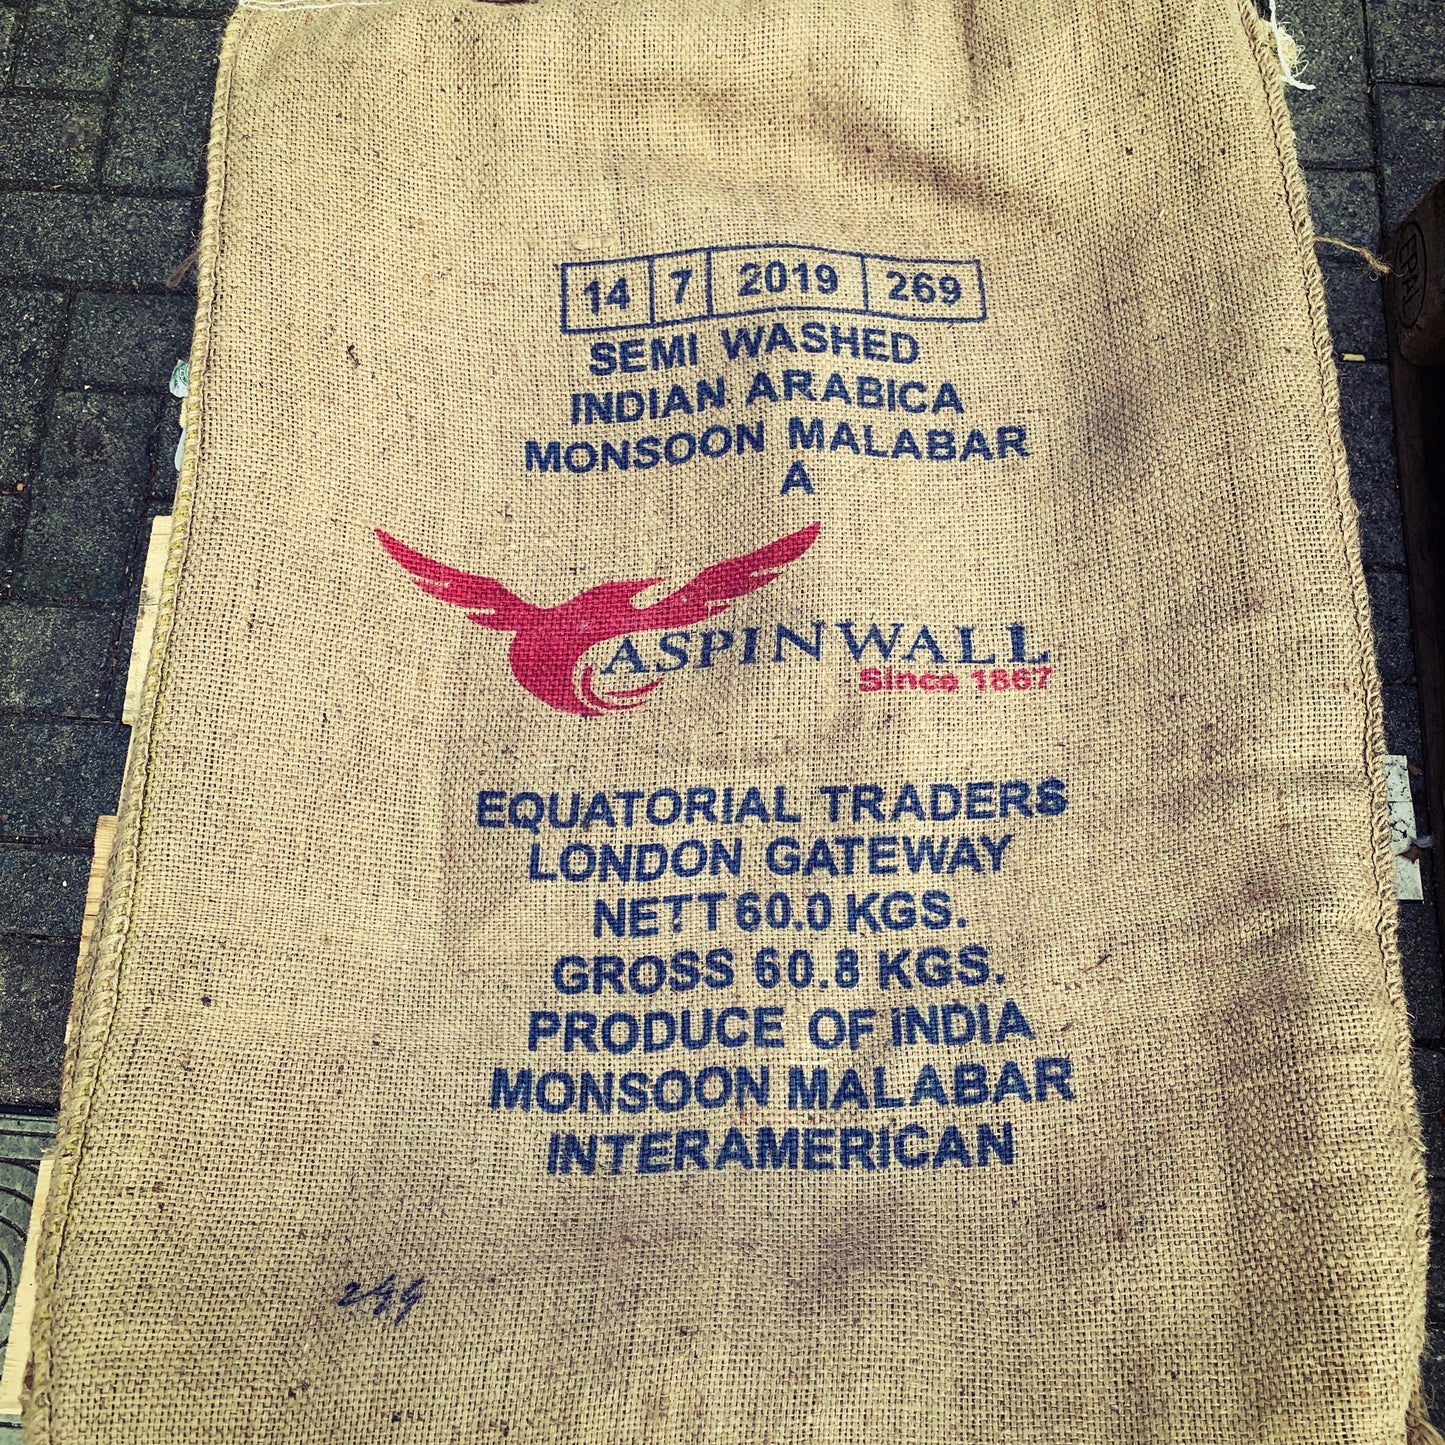 14 7 2019 269
SEMI WASHED
INDIAN ARABICA
MONSOON MALABAR
A
ASPINWALL
Since 1867
EQUATORIAL TRADERS
LONDON GATEWAY
NETT 60.0 KGS.
GROSS 60.8 KGS.
PRODUCE OF INDIA
MONSOON MALABAR
INTERAMERICAN